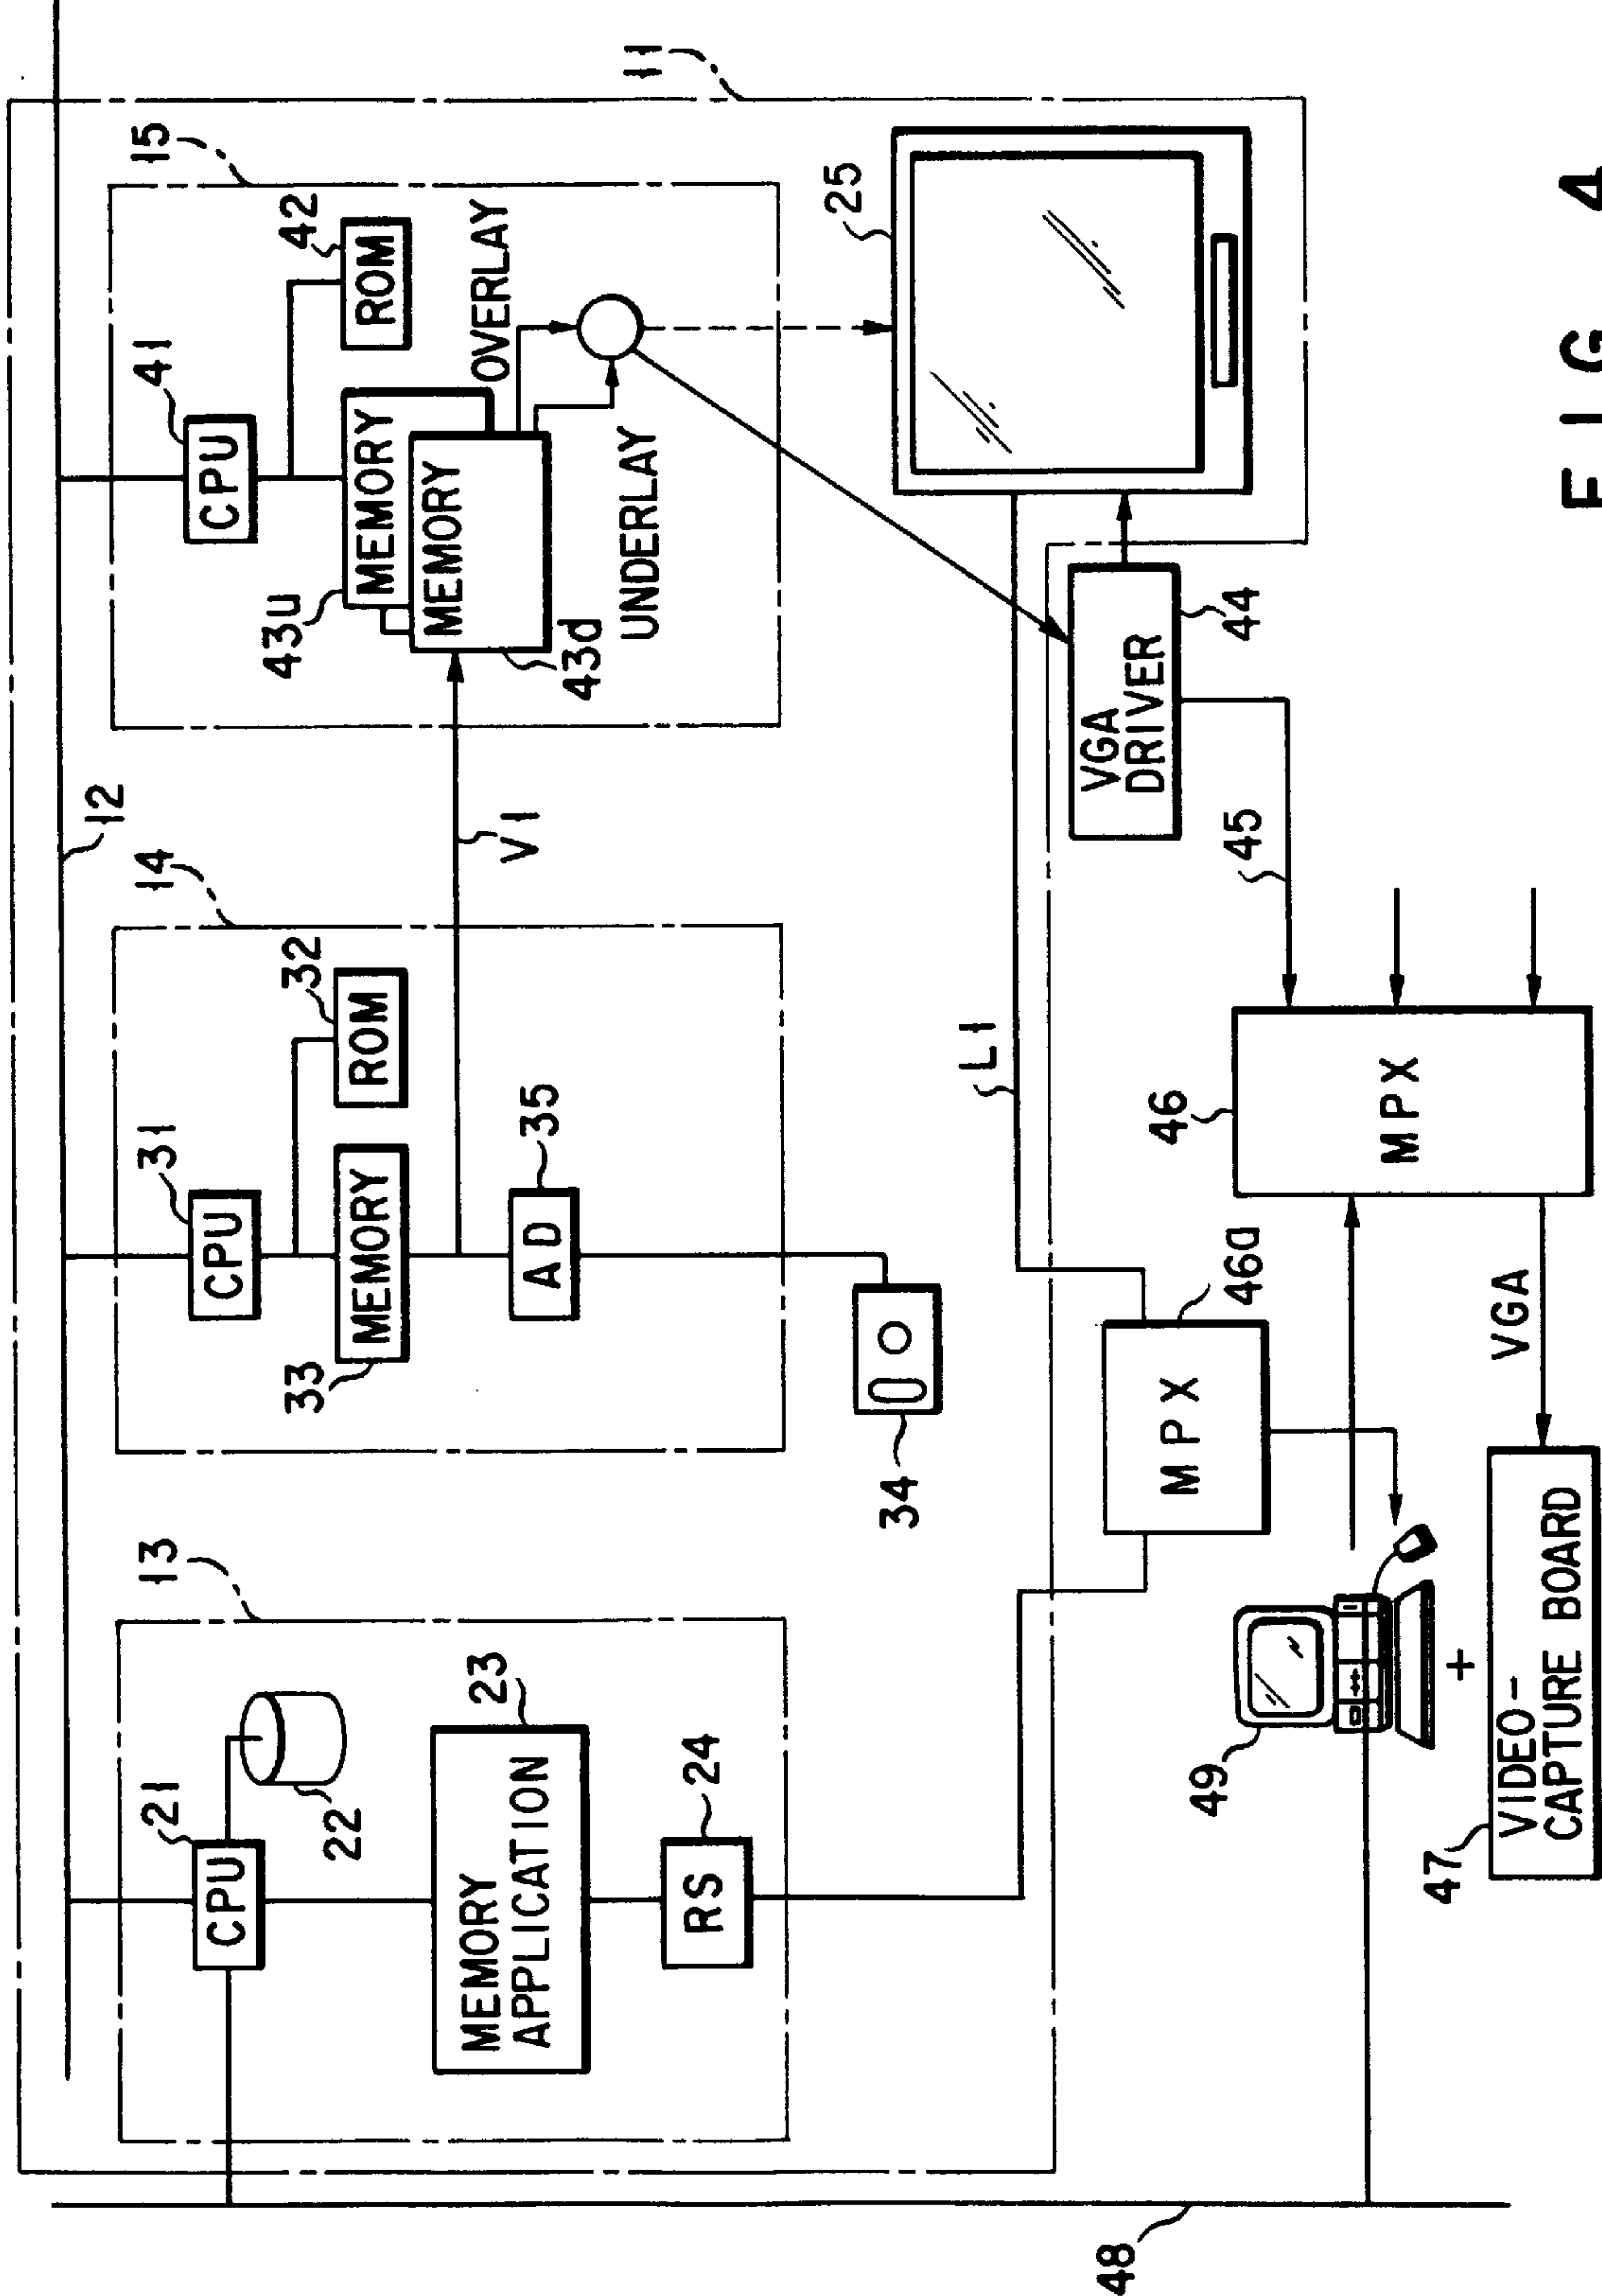 11
12
13
14
15
21
CPU
22
23
MEMORY
APPLICATION
24
RS
31
CPU
32
ROM
33
MEMORY
35
AD
34
V1
41
CPU
42
ROM
43u
MEMORY
MEMORY
43d
OVERLAY
UNDERLAY
25
L1
44
VGA
DRIVER
45
46
MPX
46a
MPX
VGA
49
+
47
VIDEO-
CAPTURE BOARD
48
FIG. 4